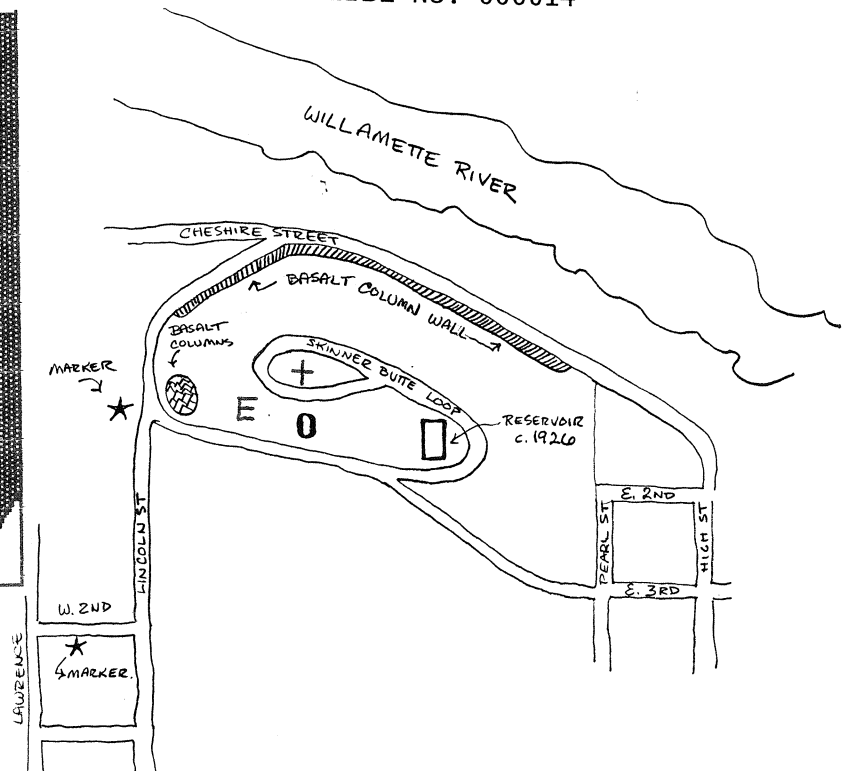 WILLAMETTE RIVER
CHESHIRE STREET
BASALT COLUMN WALL
BASALT
COLUMNS
MARKER
SKINNER BUTTE LOOP
E
O
RESERVOIR
c. 1926
E. 2ND
PEARL ST
HIGH ST
E. 3RD
LINCOLN ST
W. 2ND
MARKER.
LAWRENCE